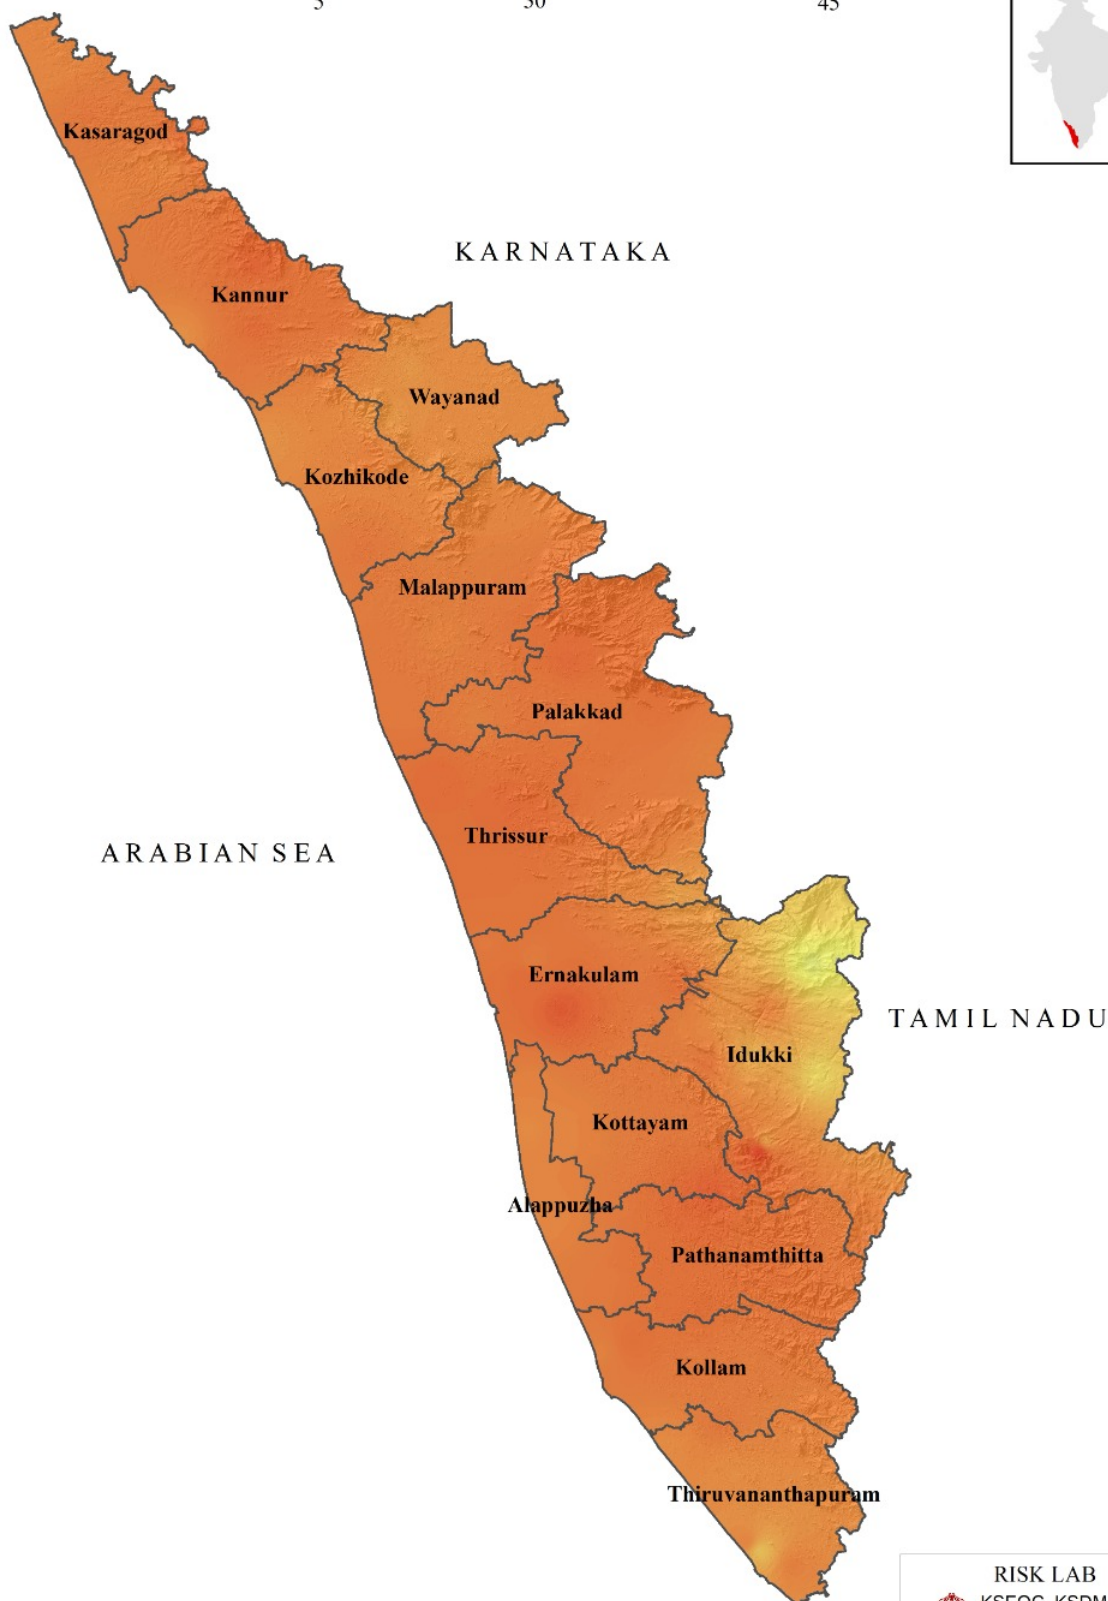 30
45
Kasaragod
KARNATAKA
Kannur
Wayanad
Kozhikode
Malappuram
Palakkad
Thrissur
ARABIAN SEA
Ernakulam
TAMIL NADU
Idukki
Kottayam
Alappuzha
Pathanamthitta
Kollam
Thiruvananthapuram
RISK LAB